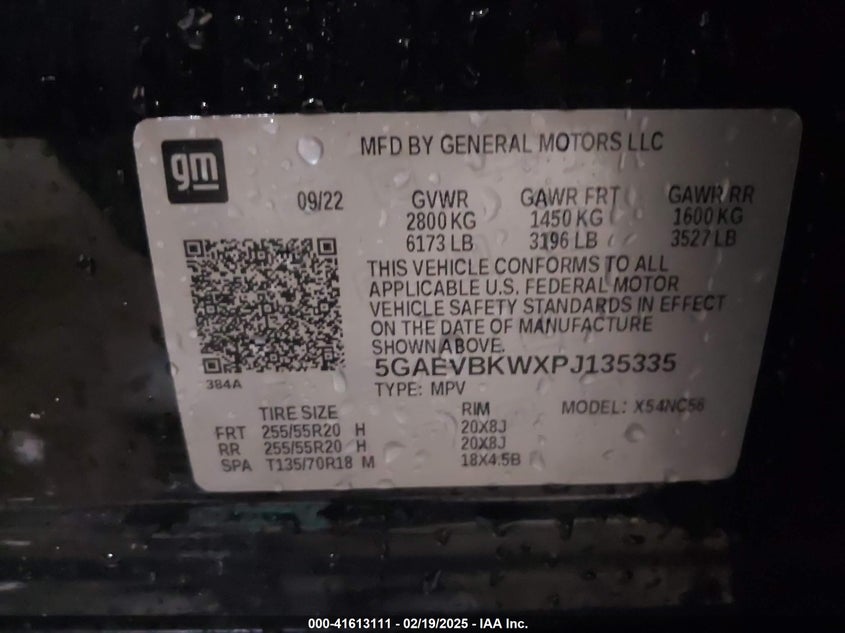 gm
MFD BY GENERAL MOTORS LLC
09/22
GVWR GAWR FRT GAWR RR
2800 KG 1450 KG 1600 KG
6173 LB 3196 LB 3527 LB
THIS VEHICLE CONFORMS TO ALL
APPLICABLE U.S. FEDERAL MOTOR
VEHICLE SAFETY STANDARDS IN EFFECT
ON THE DATE OF MANUFACTURE
SHOWN ABOVE.
5GAEVBKWXPJ135335
TYPE: MPV
384A
TIRE SIZE RIM MODEL: X54NC56
FRT 255/55R20 H 20X8J
RR 255/55R20 H 20X8J
SPA T135/70R18 M 18X4.5B
000-41613111 - 02/19/2025 - IAA Inc.